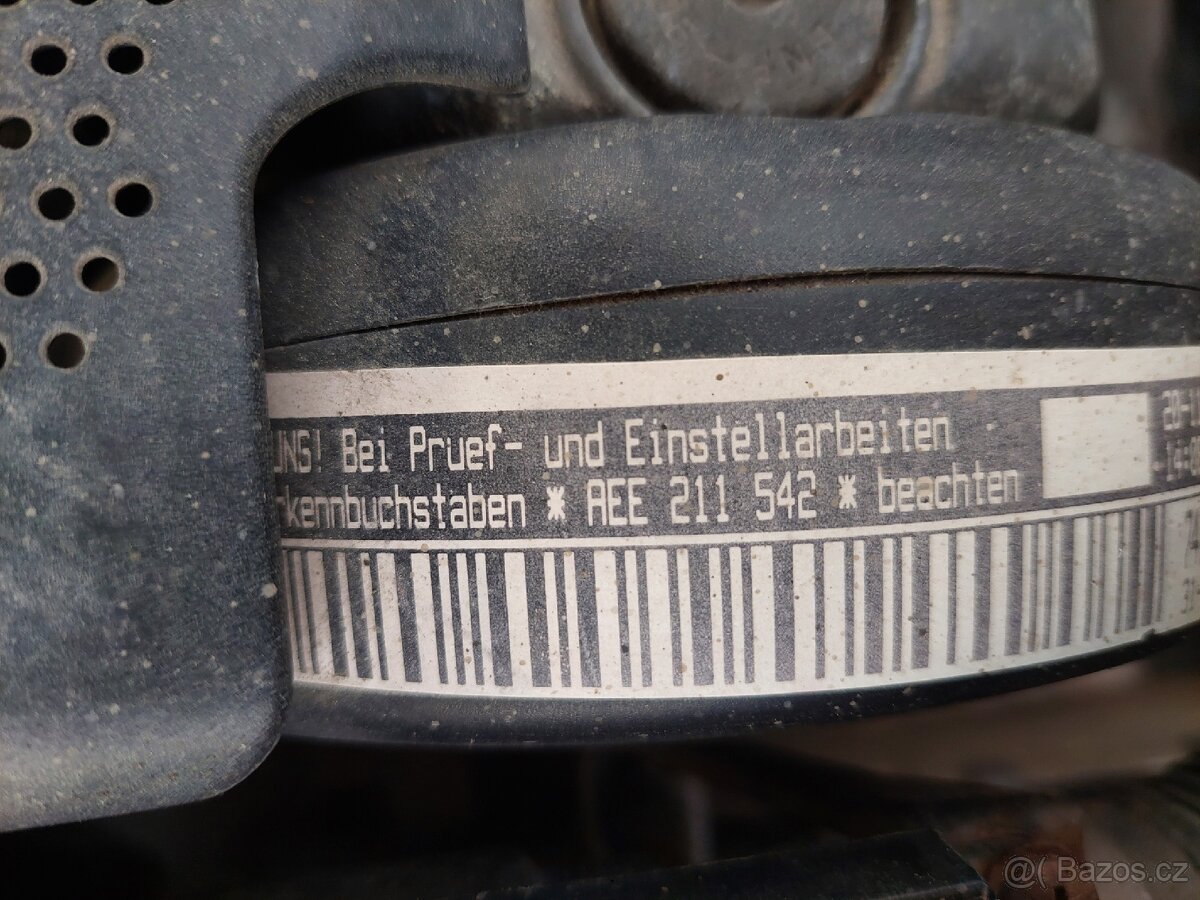 UNG! Bei Pruef- und Einstellarbeiten
rkennbuchstaben * AEE 211 542 * beachten
@( Bazos.cz